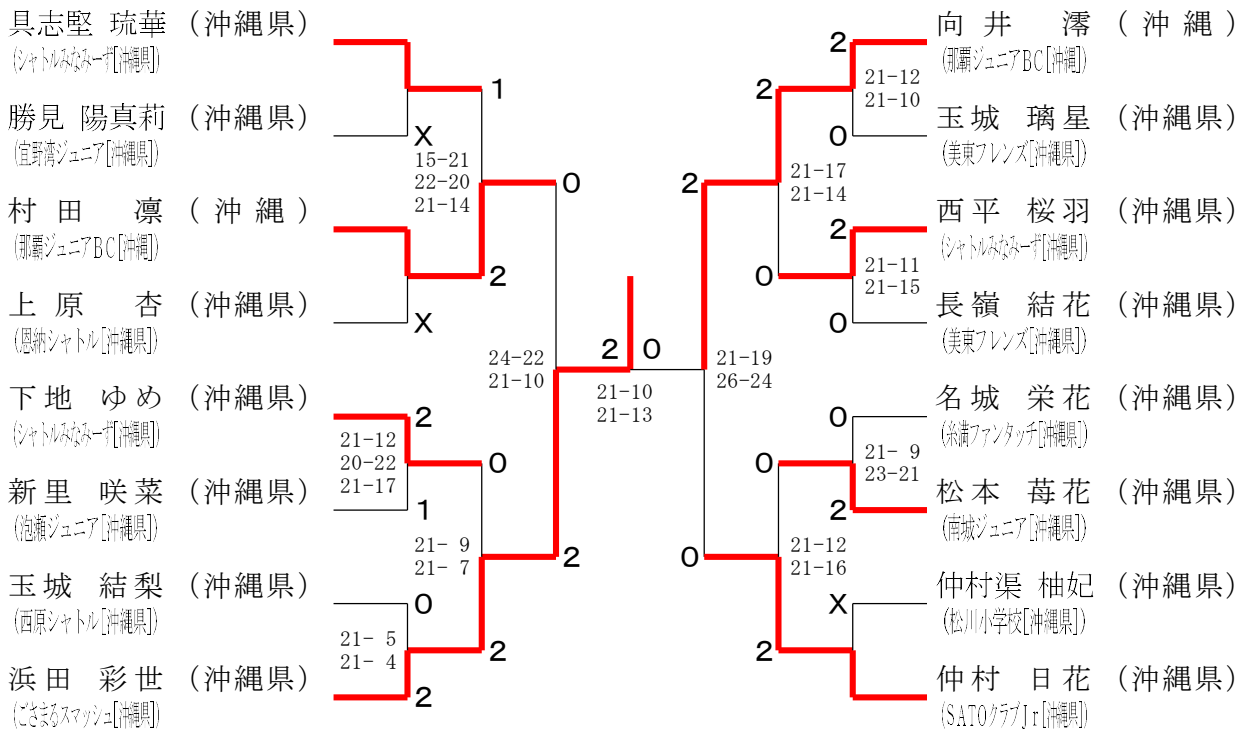 具志堅 琉華 (沖縄県)
(シャトルみなみーず[沖縄県])
1
勝見 陽真莉 (沖縄県)
(宜野湾ジュニア[沖縄県])
X
15-21
22-20
21-14
0
村田 凛 (沖縄)
(那覇ジュニアBC[沖縄])
2
上原 杏 (沖縄県)
(恩納シャトル[沖縄県])
X
24-22
21-10
下地 ゆめ (沖縄県)
(シャトルみなみーず[沖縄県])
2
21-12
20-22
21-17
0
新里 咲菜 (沖縄県)
(泡瀬ジュニア[沖縄県])
1
21- 9
21- 7
2
玉城 結梨 (沖縄県)
(西原シャトル[沖縄県])
0
21- 5
21- 4
2
浜田 彩世 (沖縄県)
(ごさまるスマッシュ[沖縄県])
2
2 0
21-10
21-13
向井 澪 (沖縄)
(那覇ジュニアBC[沖縄])
2
21-12
21-10
2
玉城 璃星 (沖縄県)
(美東フレンズ[沖縄県])
0
21-17
21-14
2
西平 桜羽 (沖縄県)
(シャトルみなみーず[沖縄県])
2
21-11
21-15
0
長嶺 結花 (沖縄県)
(美東フレンズ[沖縄県])
0
21-19
26-24
名城 栄花 (沖縄県)
(糸満ファンタッチ[沖縄県])
0
21- 9
23-21
0
松本 苺花 (沖縄県)
(南城ジュニア[沖縄県])
2
21-12
21-16
0
仲村渠 柚妃 (沖縄県)
(松川小学校[沖縄県])
X
2
仲村 日花 (沖縄県)
(SATOクラブJr[沖縄県])